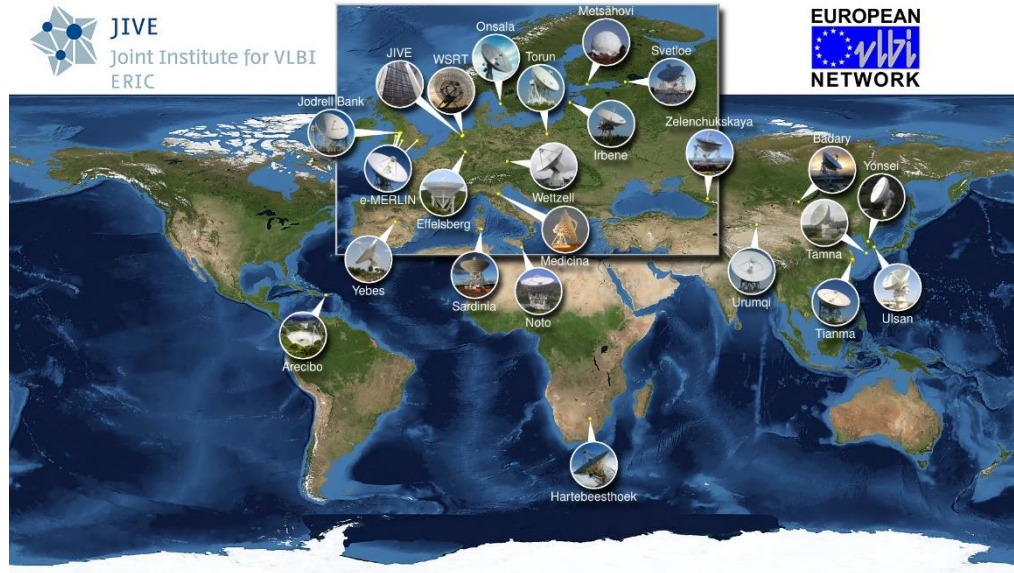 JIVE
Joint Institute for VLBI
ERIC
EUROPEAN
vlbi
NETWORK
Metsähovi
Onsala
JIVE
WSRT
Torun
Svetloe
Jodrell Bank
Zelenchukskaya
Badary
Irbene
Yonsei
e-MERLIN
Wettzell
Effelsberg
Tamna
Medicina
Yebes
Sardinia
Noto
Urumqi
Ulsan
Tianma
Arecibo
Hartebeesthoek